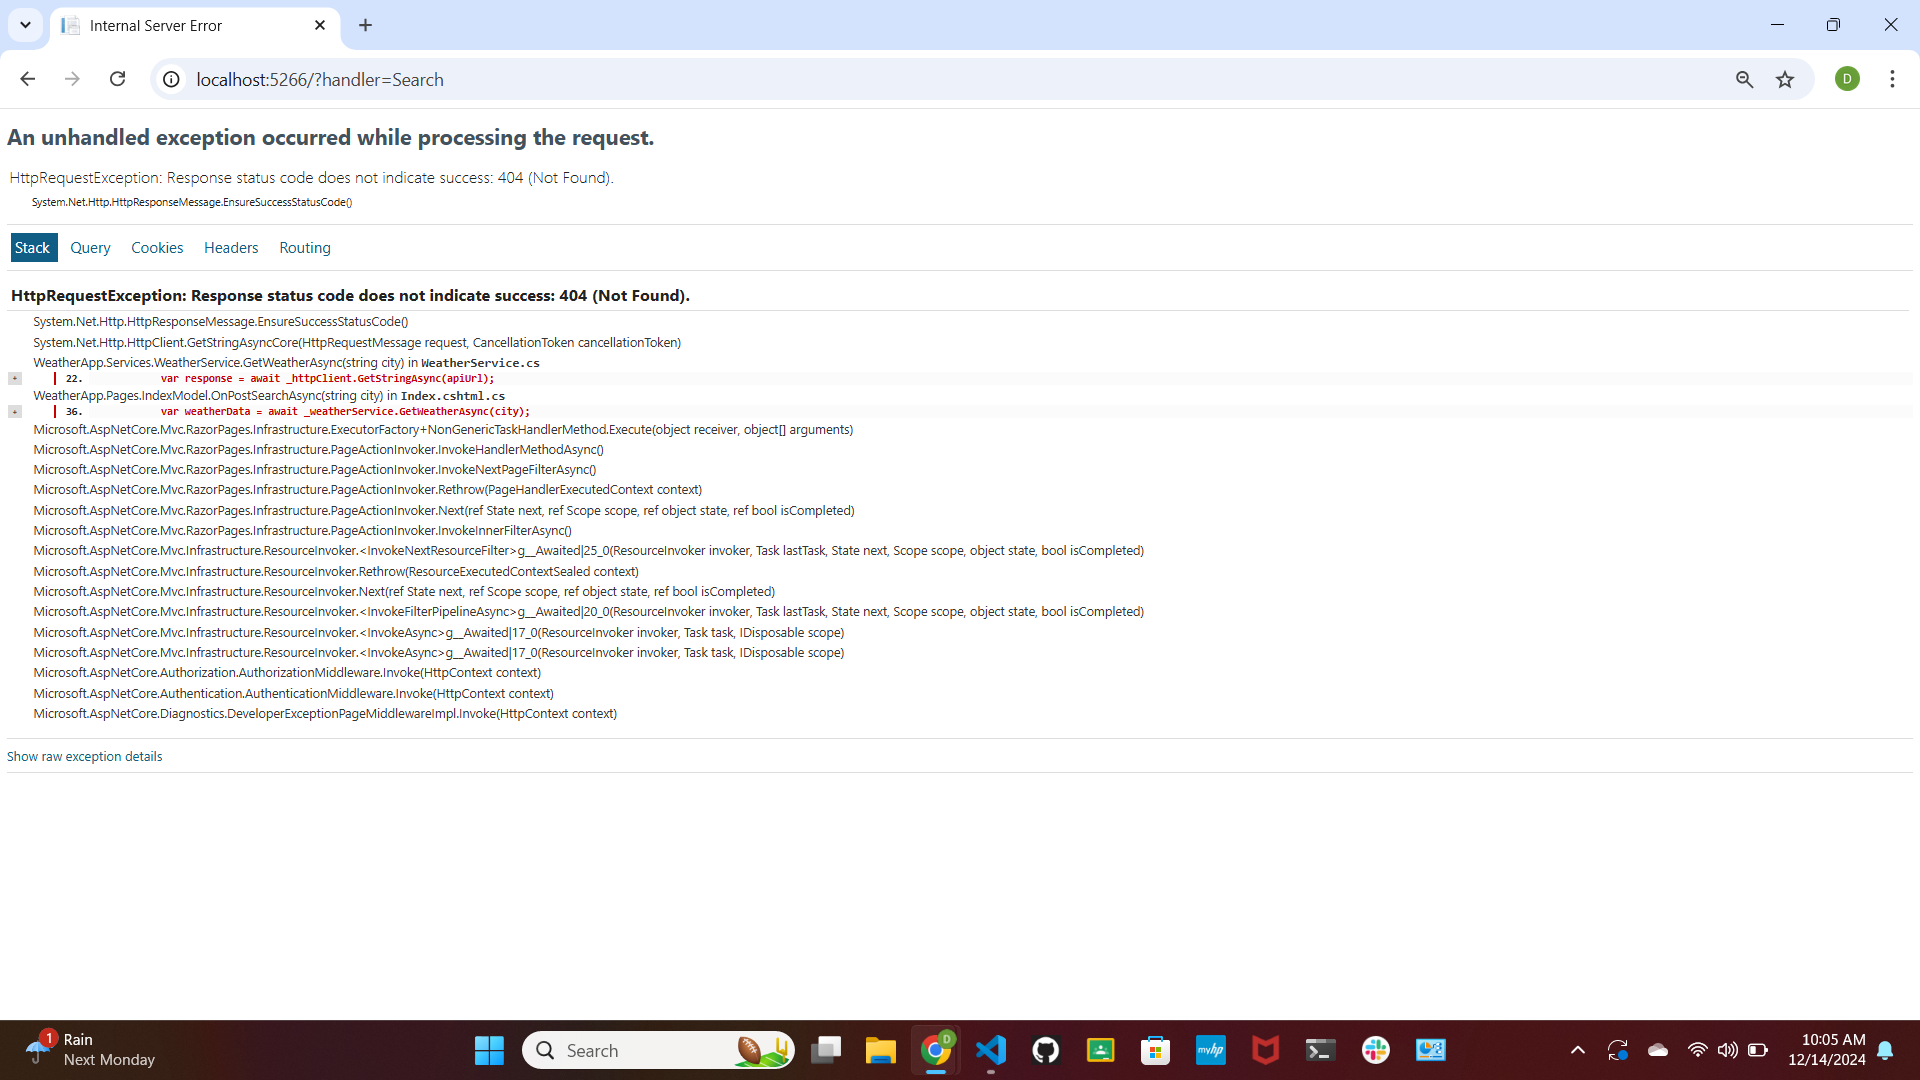 Internal Server Error
localhost:5266/?handler=Search
D
An unhandled exception occurred while processing the request.
HttpRequestException: Response status code does not indicate success: 404 (Not Found).
System.Net.Http.HttpResponseMessage.EnsureSuccessStatusCode()
Stack Query Cookies Headers Routing
HttpRequestException: Response status code does not indicate success: 404 (Not Found).
System.Net.Http.HttpResponseMessage.EnsureSuccessStatusCode()
System.Net.Http.HttpClient.GetStringAsyncCore(HttpRequestMessage request, CancellationToken cancellationToken)
WeatherApp.Services.WeatherService.GetWeatherAsync(string city) in WeatherService.cs
+ 22. var response = await _httpClient.GetStringAsync(apiUrl);
WeatherApp.Pages.IndexModel.OnPostSearchAsync(string city) in Index.cshtml.cs
+ 36. var weatherData = await _weatherService.GetWeatherAsync(city);
Microsoft.AspNetCore.Mvc.RazorPages.Infrastructure.ExecutorFactory+NonGenericTaskHandlerMethod.Execute(object receiver, object[] arguments)
Microsoft.AspNetCore.Mvc.RazorPages.Infrastructure.PageActionInvoker.InvokeHandlerMethodAsync()
Microsoft.AspNetCore.Mvc.RazorPages.Infrastructure.PageActionInvoker.InvokeNextPageFilterAsync()
Microsoft.AspNetCore.Mvc.RazorPages.Infrastructure.PageActionInvoker.Rethrow(PageHandlerExecutedContext context)
Microsoft.AspNetCore.Mvc.RazorPages.Infrastructure.PageActionInvoker.Next(ref State next, ref Scope scope, ref object state, ref bool isCompleted)
Microsoft.AspNetCore.Mvc.RazorPages.Infrastructure.PageActionInvoker.InvokeInnerFilterAsync()
Microsoft.AspNetCore.Mvc.Infrastructure.ResourceInvoker.<InvokeNextResourceFilter>g__Awaited|25_0(ResourceInvoker invoker, Task lastTask, State next, Scope scope, object state, bool isCompleted)
Microsoft.AspNetCore.Mvc.Infrastructure.ResourceInvoker.Rethrow(ResourceExecutedContextSealed context)
Microsoft.AspNetCore.Mvc.Infrastructure.ResourceInvoker.Next(ref State next, ref Scope scope, ref object state, ref bool isCompleted)
Microsoft.AspNetCore.Mvc.Infrastructure.ResourceInvoker.<InvokeFilterPipelineAsync>g__Awaited|20_0(ResourceInvoker invoker, Task lastTask, State next, Scope scope, object state, bool isCompleted)
Microsoft.AspNetCore.Mvc.Infrastructure.ResourceInvoker.<InvokeAsync>g__Awaited|17_0(ResourceInvoker invoker, Task task, IDisposable scope)
Microsoft.AspNetCore.Mvc.Infrastructure.ResourceInvoker.<InvokeAsync>g__Awaited|17_0(ResourceInvoker invoker, Task task, IDisposable scope)
Microsoft.AspNetCore.Authorization.AuthorizationMiddleware.Invoke(HttpContext context)
Microsoft.AspNetCore.Authentication.AuthenticationMiddleware.Invoke(HttpContext context)
Microsoft.AspNetCore.Diagnostics.DeveloperExceptionPageMiddlewareImpl.Invoke(HttpContext context)
Show raw exception details
1
Rain
Next Monday
Search
D
myhp
10:05 AM
12/14/2024